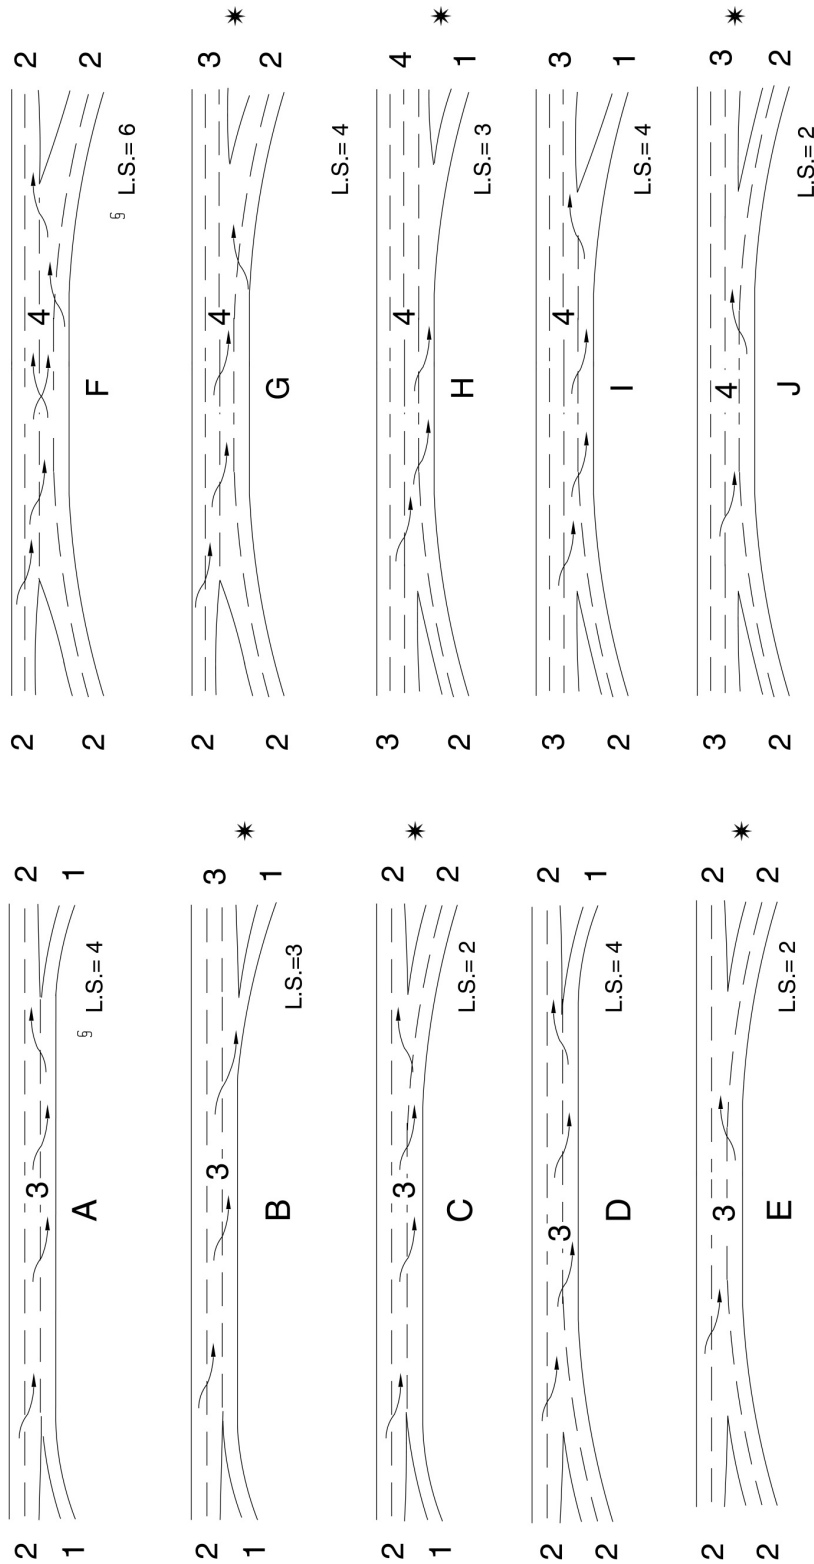 2 3 2
1 1
A L.S.= 4
2 3 3 ✷
1 1
B L.S.=3
2 3 2 ✷
1 2
C L.S.= 2
2 3 2
2 1
D L.S.= 4
2 3 2 ✷
2 2
E L.S.= 2
2 4 2
2 2
F L.S.= 6
2 4 3 ✷
2 2
G L.S.= 4
3 4 4 ✷
2 1
H L.S.= 3
3 4 3
2 1
I L.S.= 4
3 4 3 ✷
2 2
J L.S.= 2